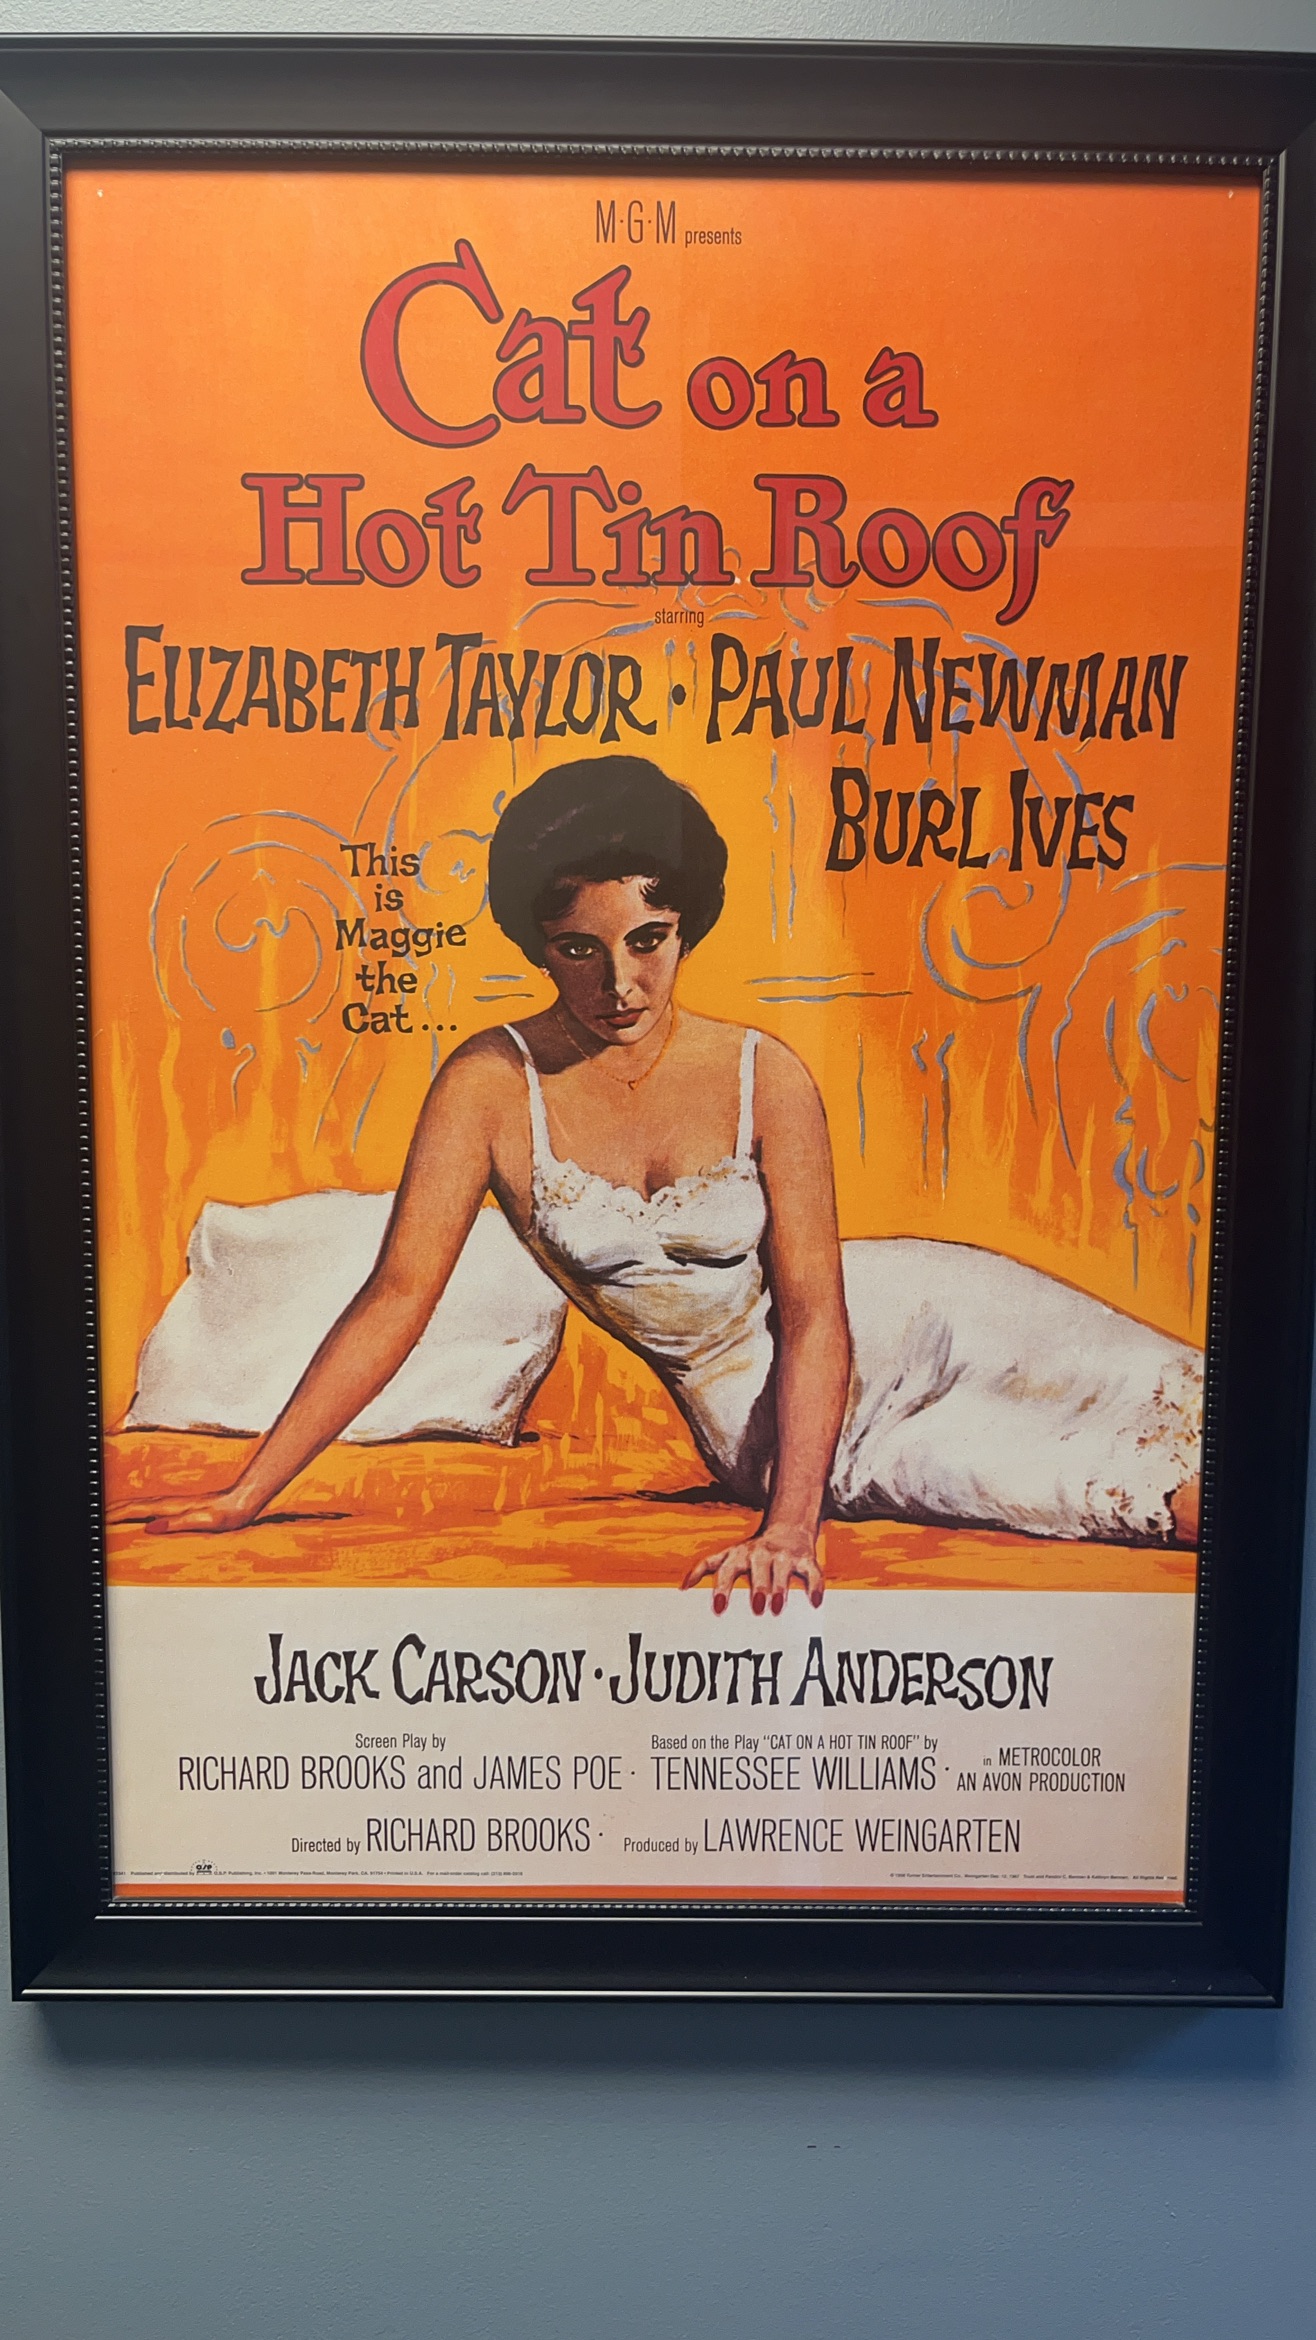 M·G·M presents
Cat on a
Hot Tin Roof
starring
ELIZABETH TAYLOR · PAUL NEWMAN
BURL IVES
This
is
Maggie
the
Cat...
JACK CARSON · JUDITH ANDERSON
Screen Play by
RICHARD BROOKS and JAMES POE ·
Based on the Play "CAT ON A HOT TIN ROOF" by
TENNESSEE WILLIAMS ·
in METROCOLOR
AN AVON PRODUCTION
Directed by RICHARD BROOKS · Produced by LAWRENCE WEINGARTEN